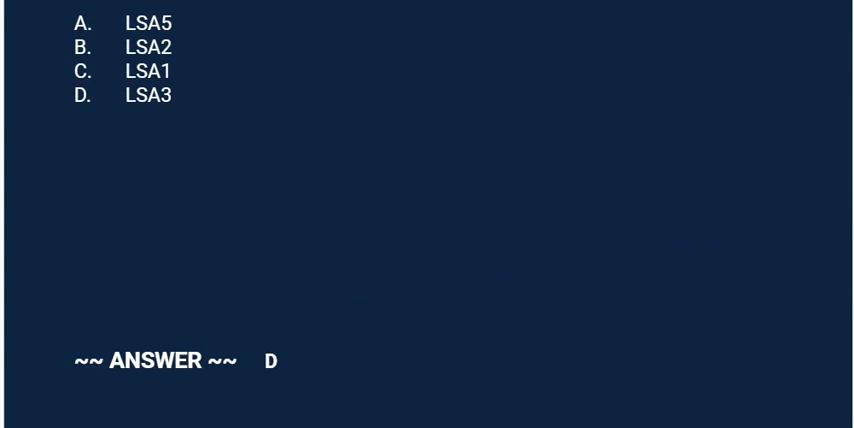 A. LSA5
B. LSA2
C. LSA1
D. LSA3
~~ ANSWER ~~ D